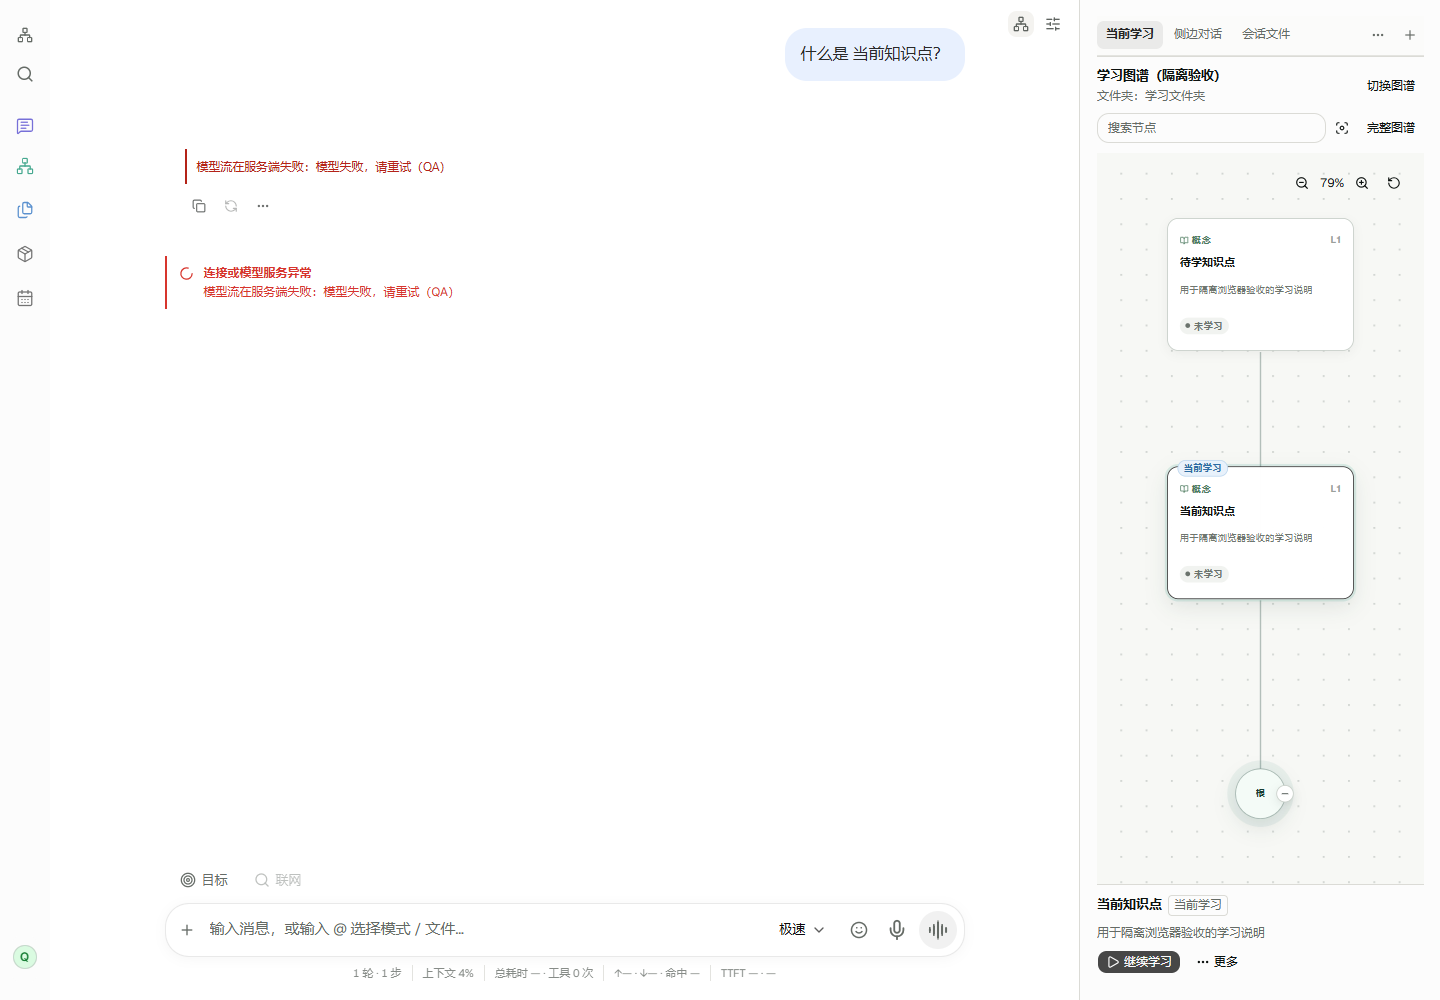 什么是 当前知识点？
模型流在服务端失败：模型失败，请重试（QA）
连接或模型服务异常
模型流在服务端失败：模型失败，请重试（QA）
目标
联网
输入消息，或输入 @ 选择模式 / 文件...
极速
1 轮 · 1 步
上下文 4%
总耗时 — · 工具 0 次
↑— · ↓— · 命中 —
TTFT — · —
Q
当前学习
侧边对话
会话文件
学习图谱（隔离验收）
文件夹：学习文件夹
切换图谱
搜索节点
完整图谱
79%
概念
L1
待学知识点
用于隔离浏览器验收的学习说明
未学习
当前学习
概念
L1
当前知识点
用于隔离浏览器验收的学习说明
未学习
根
当前知识点
当前学习
用于隔离浏览器验收的学习说明
继续学习
更多